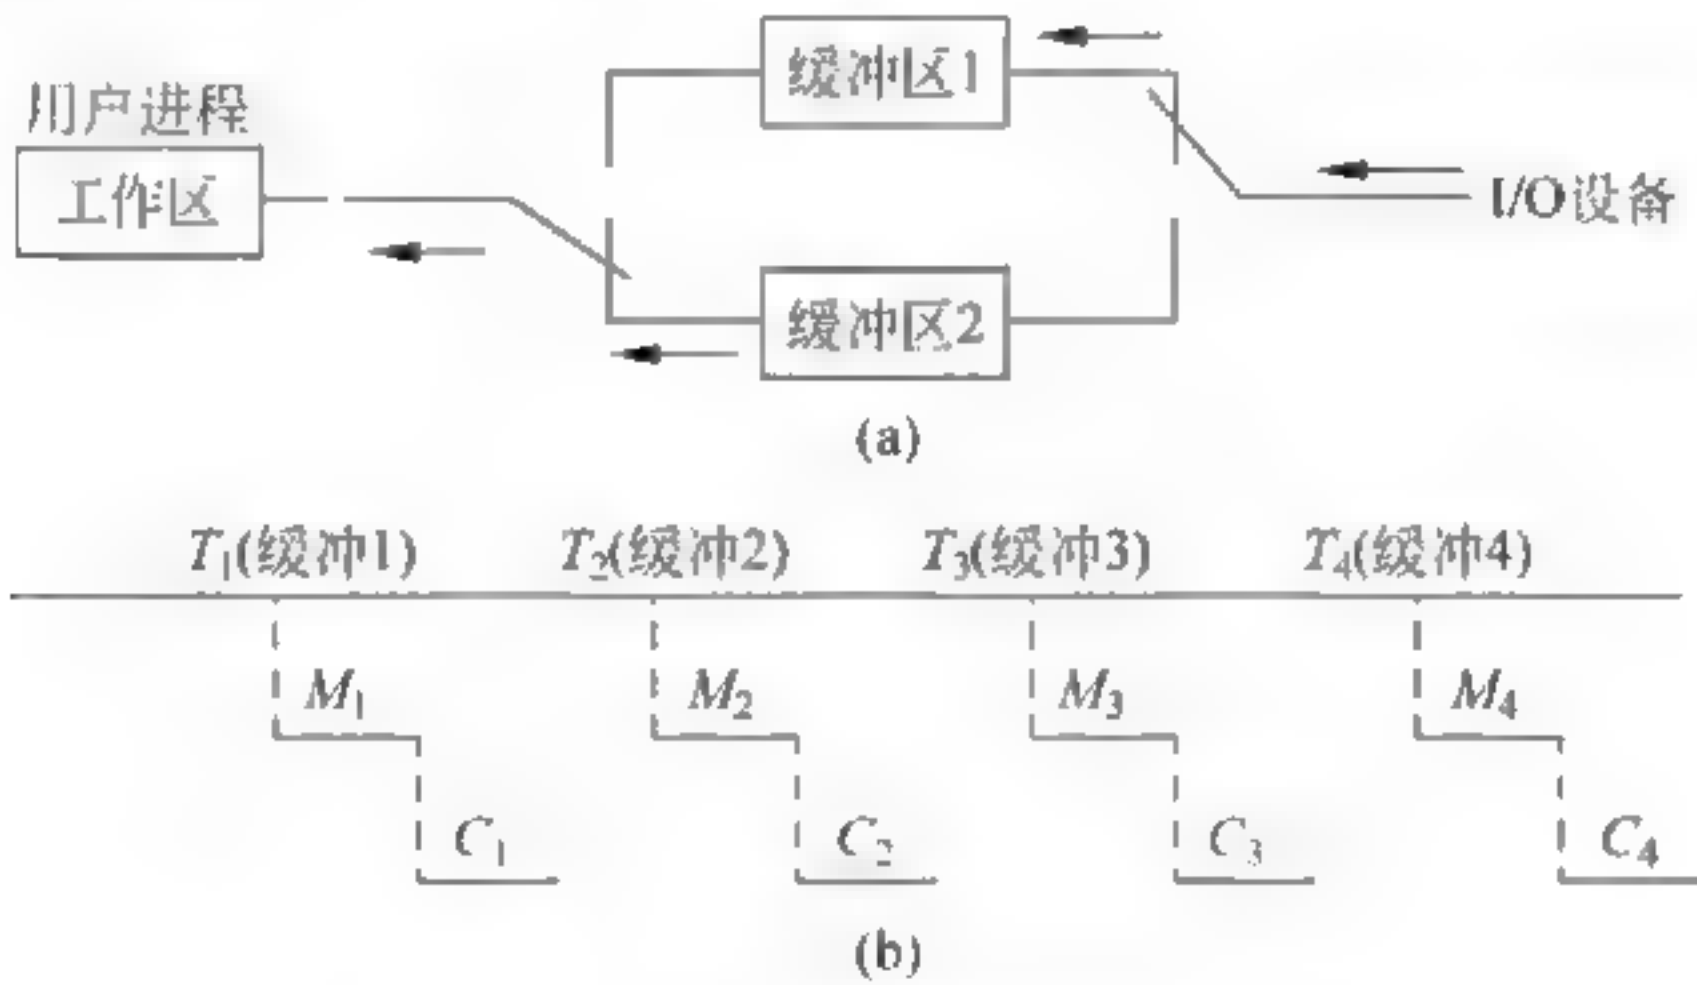 缓冲区1
用户进程
工作区
I/O设备
缓冲区2
(a)
T₁(缓冲1) T₂(缓冲2) T₃(缓冲3) T₄(缓冲4)
M₁ M₂ M₃ M₄
C₁ C₂ C₃ C₄
(b)